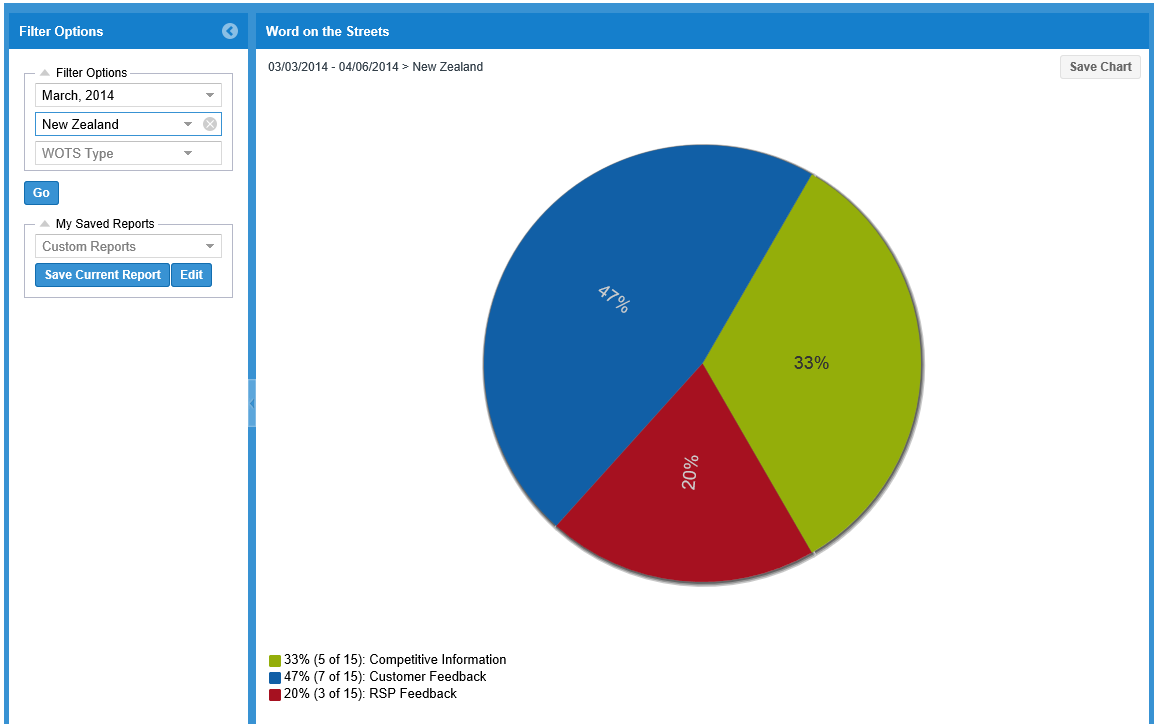 Filter Options
Word on the Streets
Filter Options
March, 2014
New Zealand
WOTS Type
Go
My Saved Reports
Custom Reports
Save Current Report
Edit
03/03/2014 - 04/06/2014 > New Zealand
Save Chart
47%
33%
20%
33% (5 of 15): Competitive Information
47% (7 of 15): Customer Feedback
20% (3 of 15): RSP Feedback